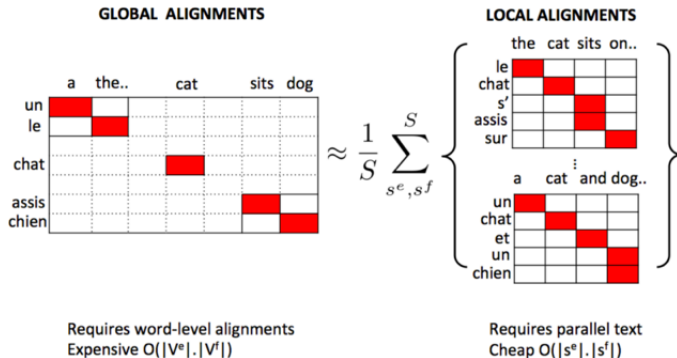 GLOBAL ALIGNMENTS
a the.. cat sits dog
un
le
chat
assis
chien
≈ 1/S ∑ S s^e, s^f
LOCAL ALIGNMENTS
the cat sits on..
le
chat
s'
assis
sur
⋮
a cat and dog..
un
chat
et
un
chien
Requires word-level alignments
Expensive O(|V^e|.|V^f|)
Requires parallel text
Cheap O(|s^e|.|s^f|)